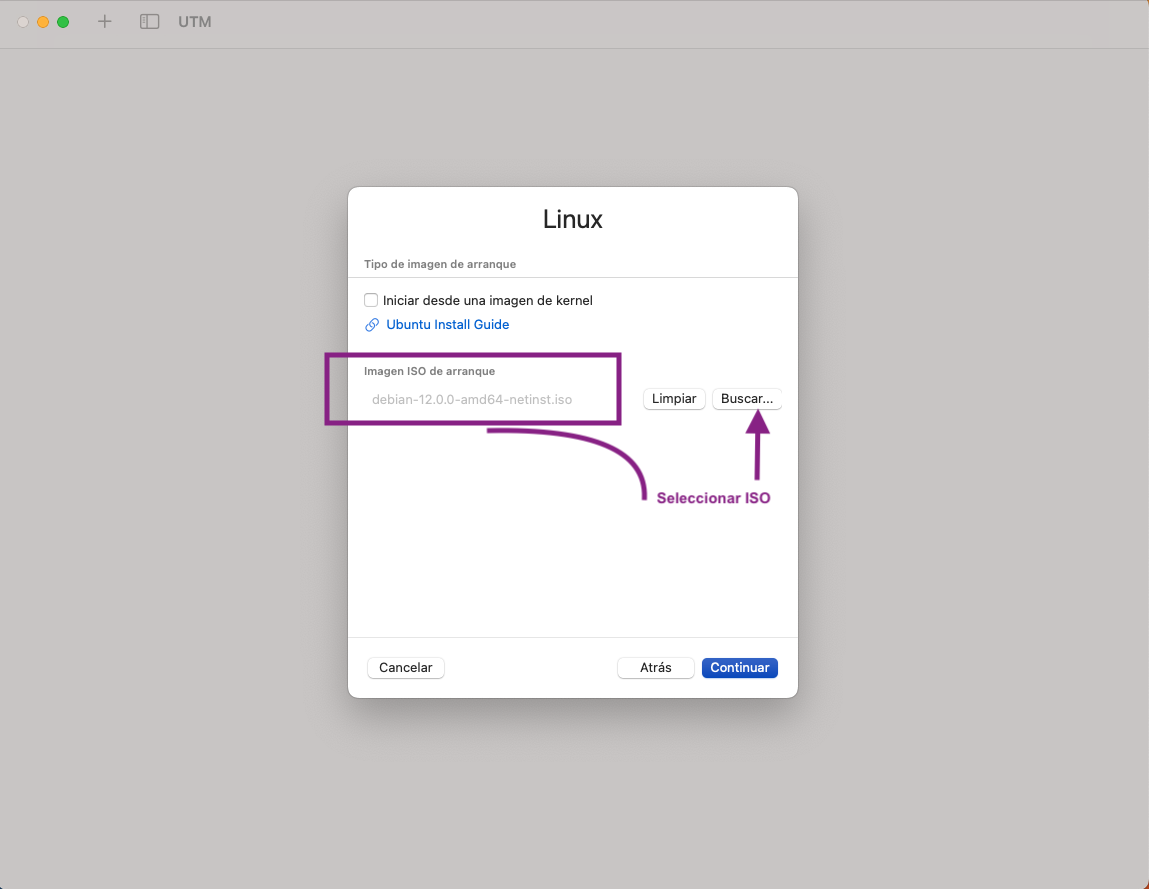 UTM
Linux
Tipo de imagen de arranque
Iniciar desde una imagen de kernel
Ubuntu Install Guide
Imagen ISO de arranque
debian-12.0.0-amd64-netinst.iso
Limpiar
Buscar...
Seleccionar ISO
Cancelar
Atrás
Continuar